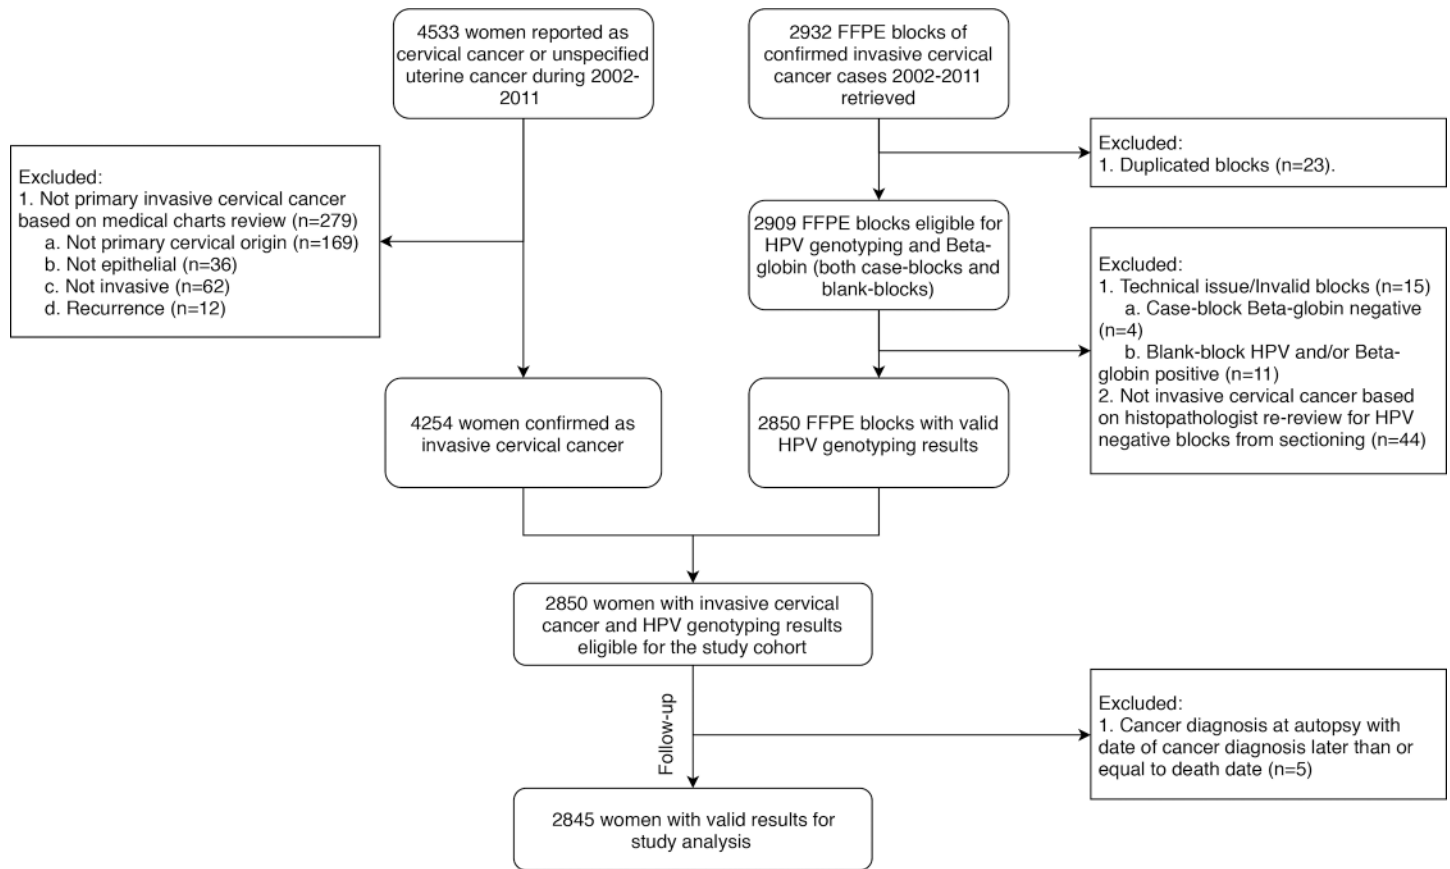 4533 women reported as
cervical cancer or unspecified
uterine cancer during 2002-
2011
2932 FFPE blocks of
confirmed invasive cervical
cancer cases 2002-2011
retrieved
Excluded:
1. Duplicated blocks (n=23).
Excluded:
1. Not primary invasive cervical cancer
based on medical charts review (n=279)
a. Not primary cervical origin (n=169)
b. Not epithelial (n=36)
c. Not invasive (n=62)
d. Recurrence (n=12)
2909 FFPE blocks eligible for
HPV genotyping and Beta-
globin (both case-blocks and
blank-blocks)
Excluded:
1. Technical issue/Invalid blocks (n=15)
a. Case-block Beta-globin negative
(n=4)
b. Blank-block HPV and/or Beta-
globin positive (n=11)
2. Not invasive cervical cancer based
on histopathologist re-review for HPV
negative blocks from sectioning (n=44)
4254 women confirmed as
invasive cervical cancer
2850 FFPE blocks with valid
HPV genotyping results
2850 women with invasive cervical
cancer and HPV genotyping results
eligible for the study cohort
Follow-up
Excluded:
1. Cancer diagnosis at autopsy with
date of cancer diagnosis later than or
equal to death date (n=5)
2845 women with valid results for
study analysis